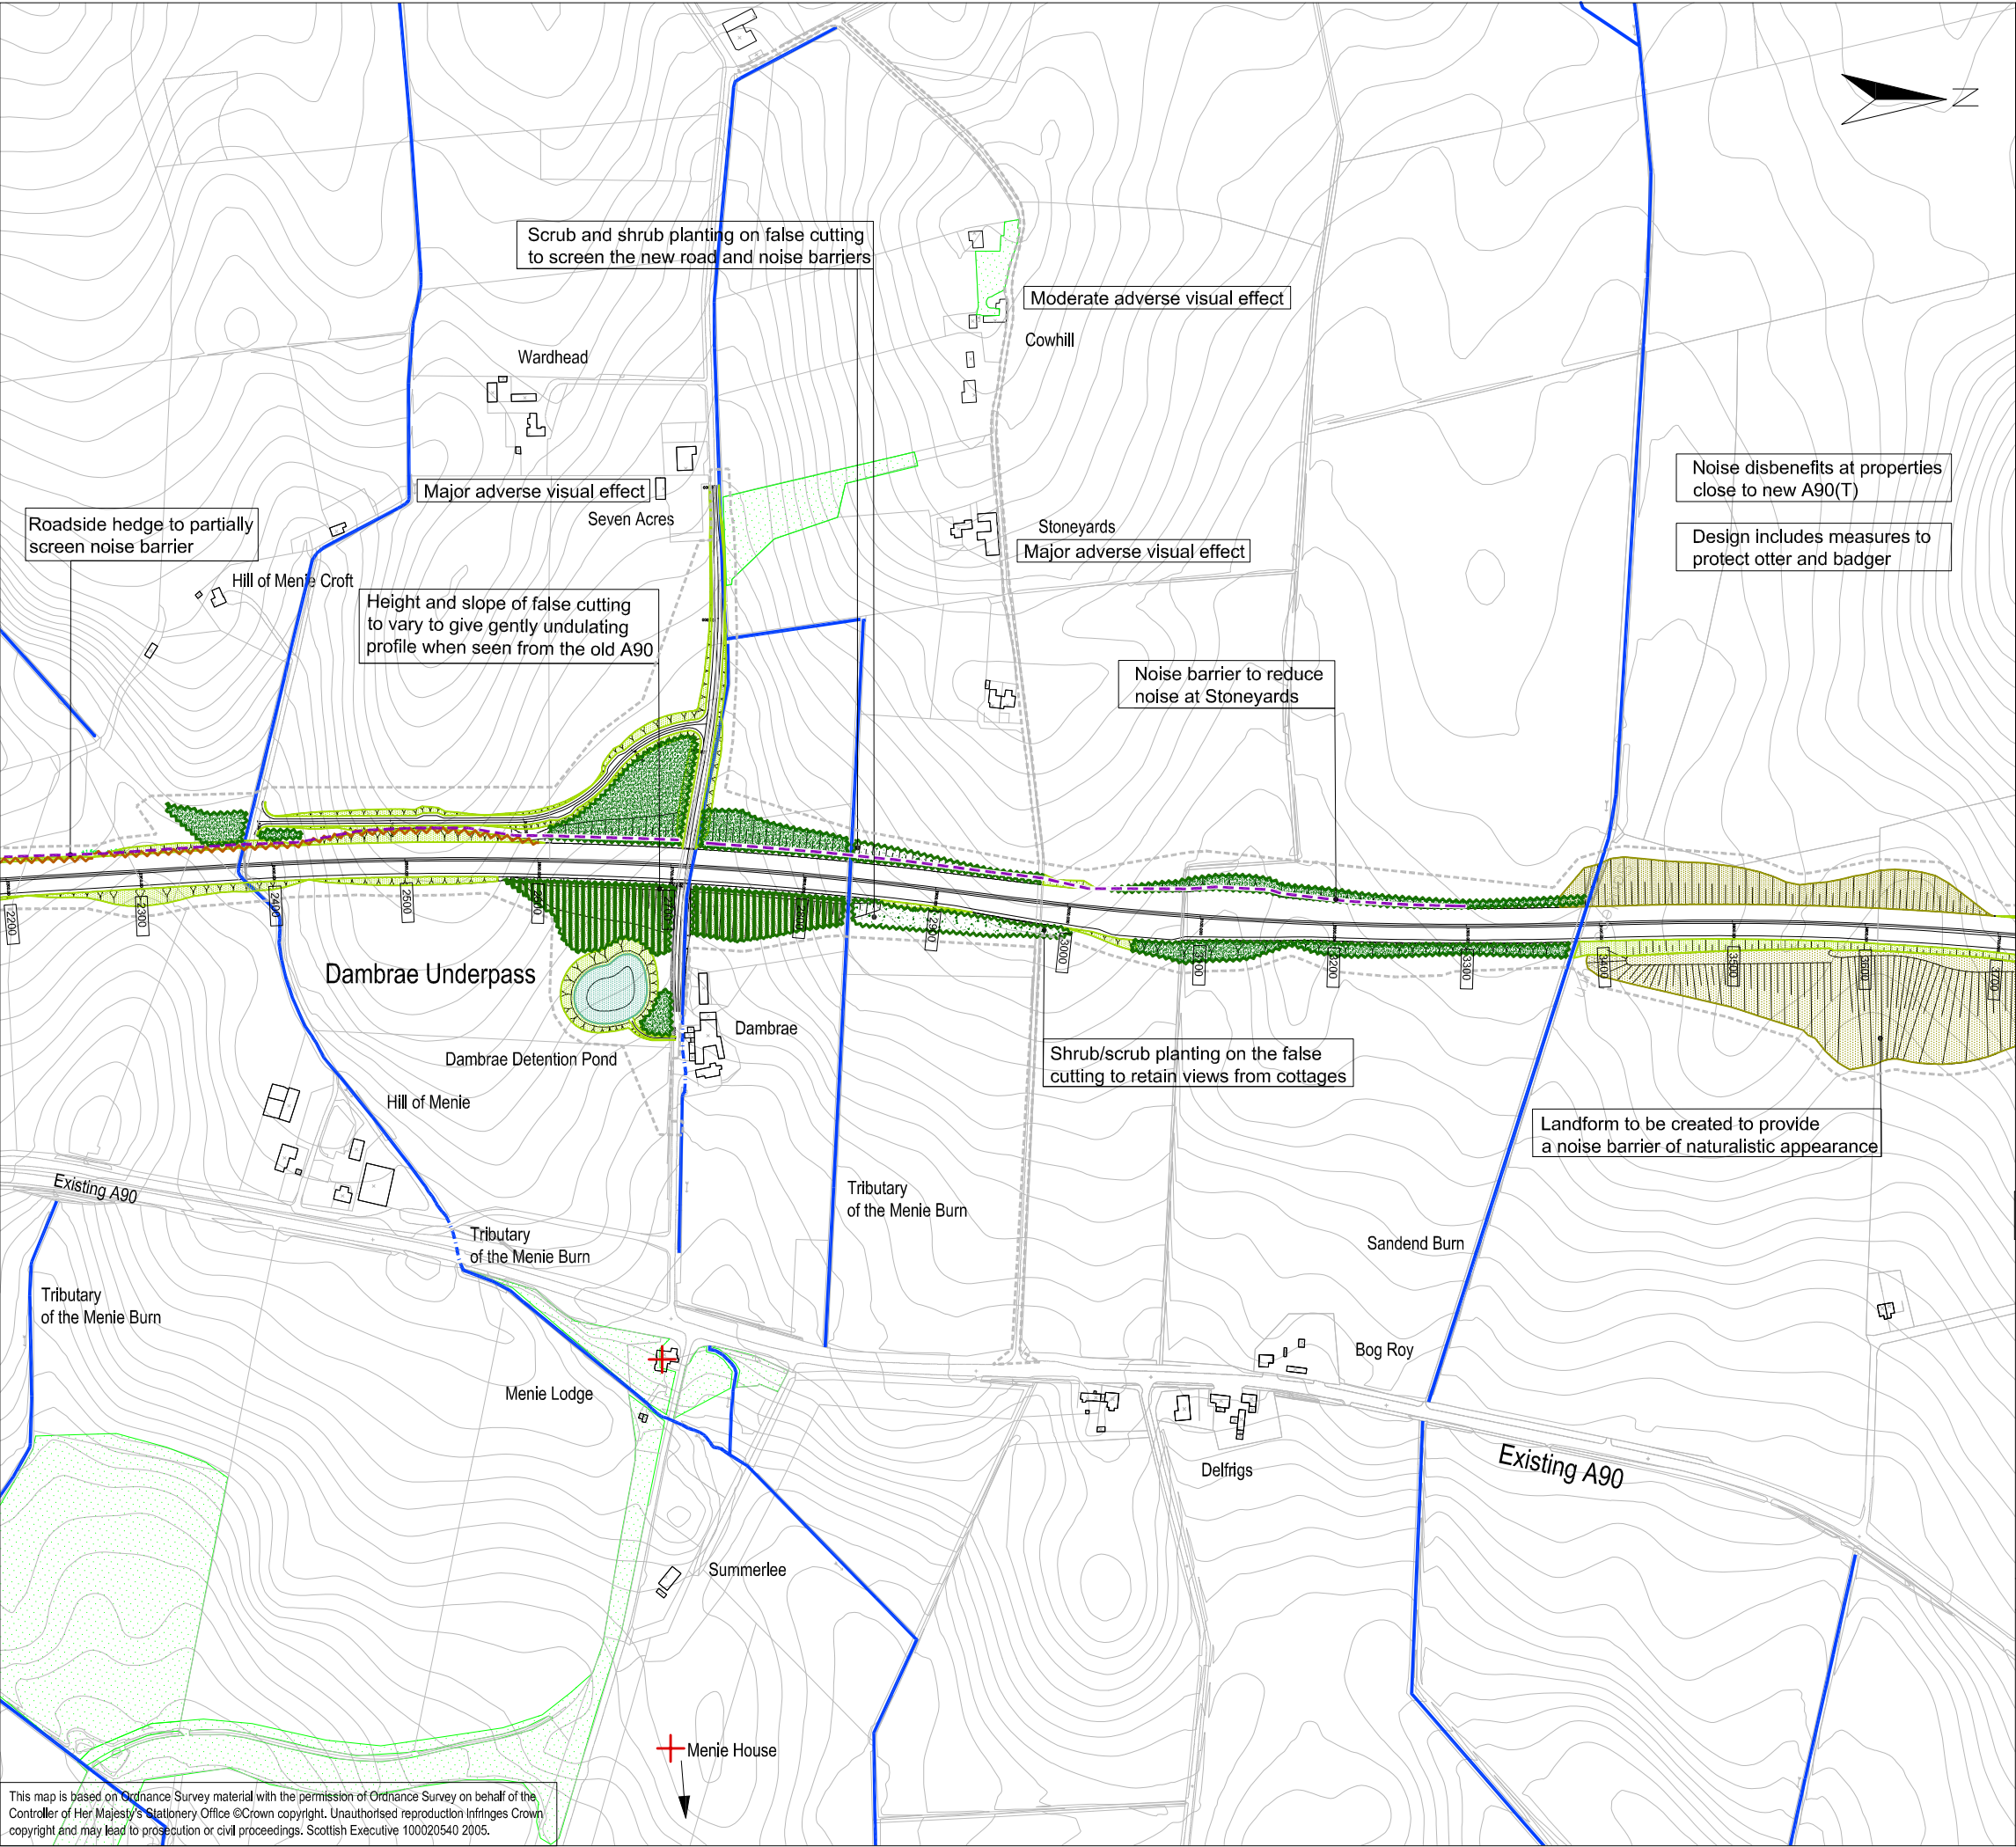 N
Scrub and shrub planting on false cutting
to screen the new road and noise barriers
Moderate adverse visual effect
Cowhill
Wardhead
Major adverse visual effect
Seven Acres
Noise disbenefits at properties
close to new A90(T)
Roadside hedge to partially
screen noise barrier
Stoneyards
Major adverse visual effect
Design includes measures to
protect otter and badger
Hill of Menie Croft
Height and slope of false cutting
to vary to give gently undulating
profile when seen from the old A90
Noise barrier to reduce
noise at Stoneyards
2200
2300
2400
2500
2600
2700
2800
2900
3000
3100
3200
3300
3400
3500
3600
3700
Dambrae Underpass
Dambrae
Dambrae Detention Pond
Shrub/scrub planting on the false
cutting to retain views from cottages
Hill of Menie
Landform to be created to provide
a noise barrier of naturalistic appearance
Existing A90
Tributary
of the Menie Burn
Tributary
of the Menie Burn
Sandend Burn
Tributary
of the Menie Burn
Bog Roy
Menie Lodge
Delfrigs
Existing A90
Summerlee
Menie House
This map is based on Ordnance Survey material with the permission of Ordnance Survey on behalf of the
Controller of Her Majesty's Stationery Office ©Crown copyright. Unauthorised reproduction infringes Crown
copyright and may lead to prosecution or civil proceedings. Scottish Executive 100020540 2005.